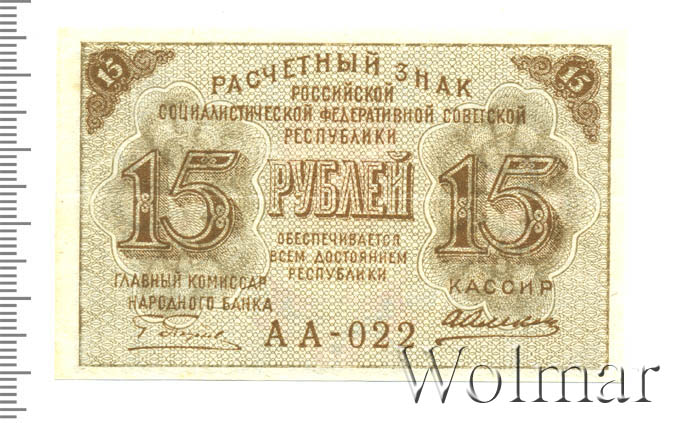 15 15
РАСЧЕТНЫЙ ЗНАК
РОССИЙСКОЙ
СОЦИАЛИСТИЧЕСКОЙ ФЕДЕРАТИВНОЙ СОВЕТСКОЙ
РЕСПУБЛИКИ
15 РУБЛЕЙ 15
ОБЕСПЕЧИВАЕТСЯ
ВСЕМ ДОСТОЯНИЕМ
РЕСПУБЛИКИ
ГЛАВНЫЙ КОМИССАР
НАРОДНОГО БАНКА
КАССИР
АА-022
Wolmar